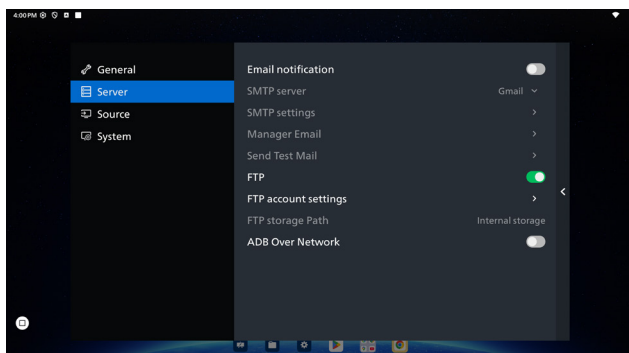 4:00 PM
General
Server
Source
System
Email notification
SMTP server Gmail
SMTP settings
Manager Email
Send Test Mail
FTP
FTP account settings
FTP storage Path Internal storage
ADB Over Network